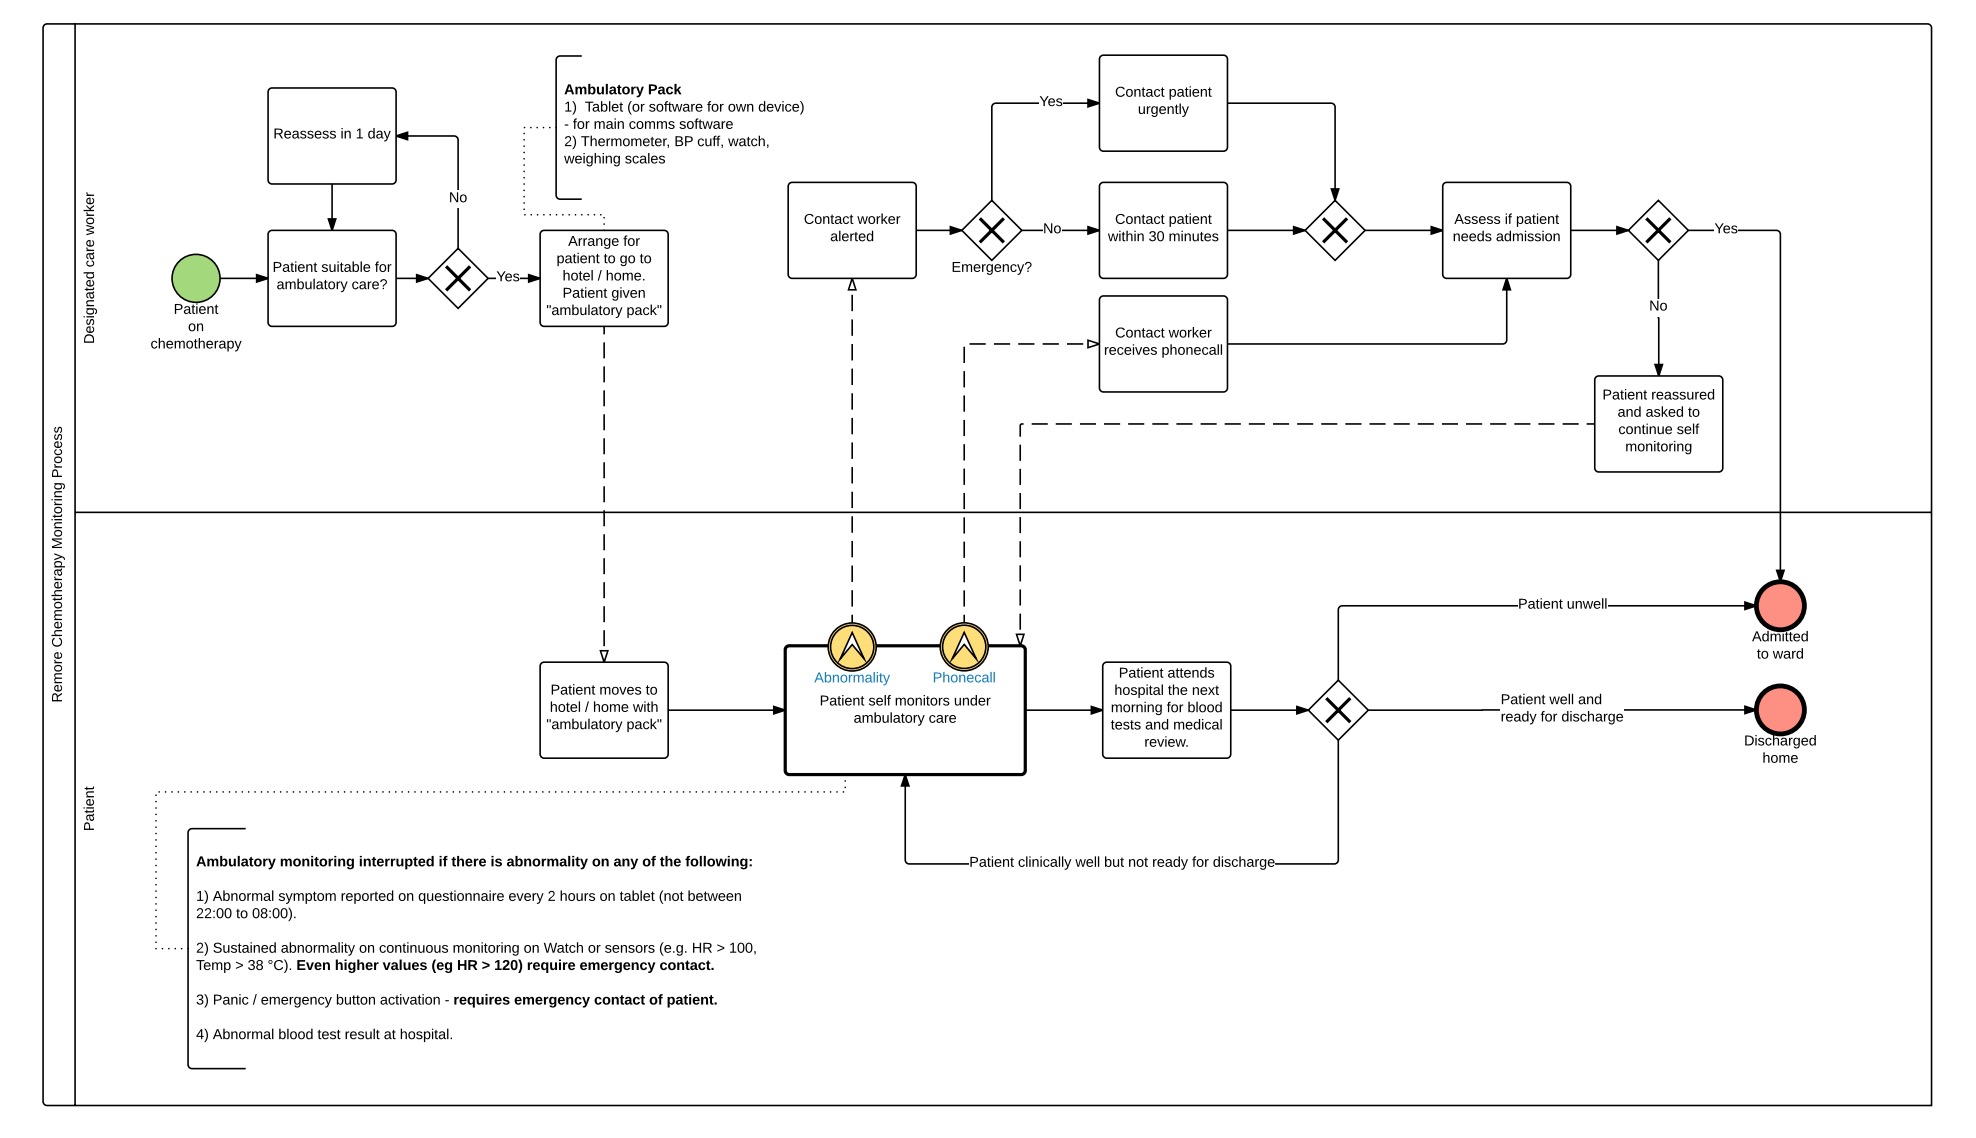 Remore Chemotherapy Monitoring Process
Designated care worker
Patient
on
chemotherapy
Reassess in 1 day
Patient suitable for
ambulatory care?
No
Yes
Ambulatory Pack
1)  Tablet (or software for own device)
- for main comms software
2) Thermometer, BP cuff, watch,
weighing scales
Arrange for
patient to go to
hotel / home.
Patient given
"ambulatory pack"
Contact worker
alerted
Emergency?
Yes
No
Contact patient
urgently
Contact patient
within 30 minutes
Contact worker
receives phonecall
Assess if patient
needs admission
Yes
No
Patient reassured
and asked to
continue self
monitoring
Patient
Patient moves to
hotel / home with
"ambulatory pack"
Abnormality
Phonecall
Patient self monitors under
ambulatory care
Patient attends
hospital the next
morning for blood
tests and medical
review.
Patient unwell
Admitted
to ward
Patient well and
ready for discharge
Discharged
home
Patient clinically well but not ready for discharge
Ambulatory monitoring interrupted if there is abnormality on any of the following:
1) Abnormal symptom reported on questionnaire every 2 hours on tablet (not between
22:00 to 08:00).
2) Sustained abnormality on continuous monitoring on Watch or sensors (e.g. HR > 100,
Temp > 38 °C). Even higher values (eg HR > 120) require emergency contact.
3) Panic / emergency button activation - requires emergency contact of patient.
4) Abnormal blood test result at hospital.